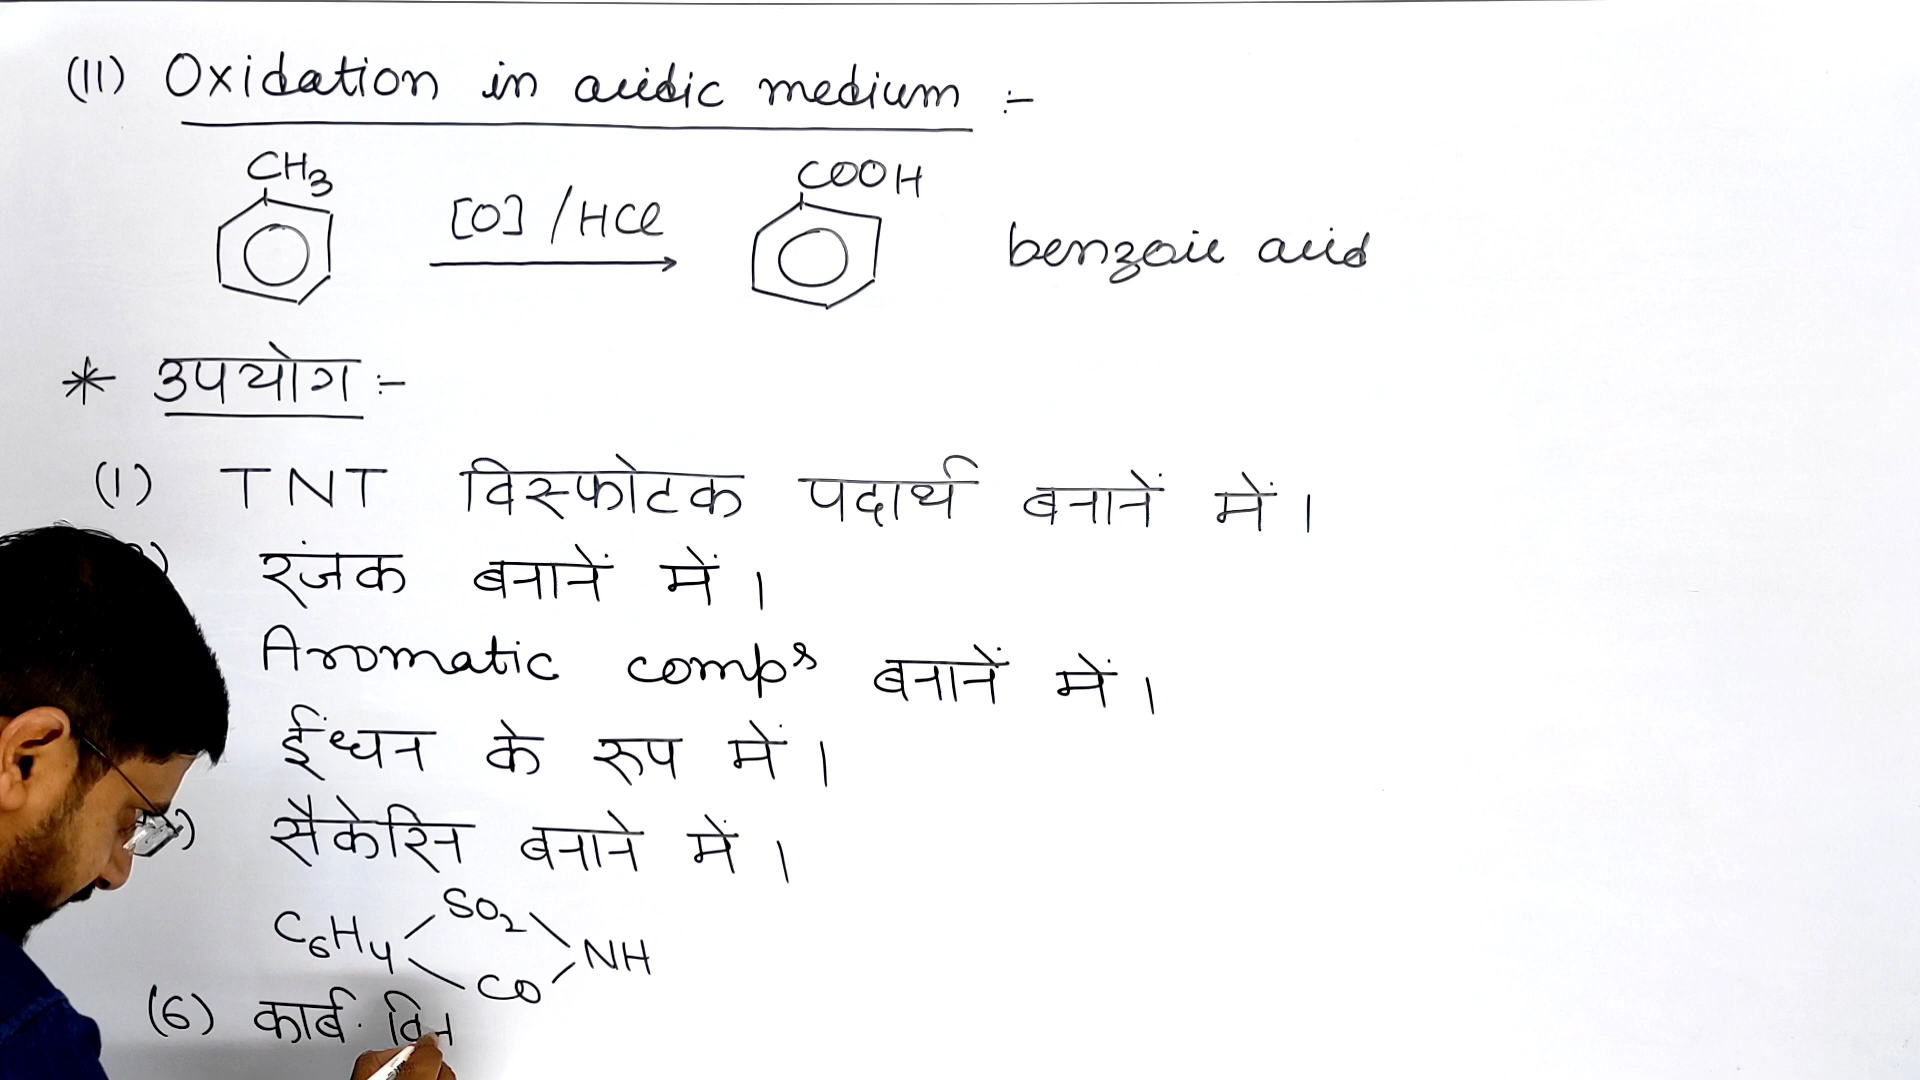 (II) Oxidation in acidic medium :-
CH3 [O] / HCl COOH benzoic acid
* उपयोग :-
(1) TNT विस्फोटक पदार्थ बनानें में।
रंजक बनानें में।
Aromatic comps बनानें में।
ईंधन के रुप में।
सैकेरिन बनाने में।
C6H4 SO2 CO NH
(6) कार्ब.